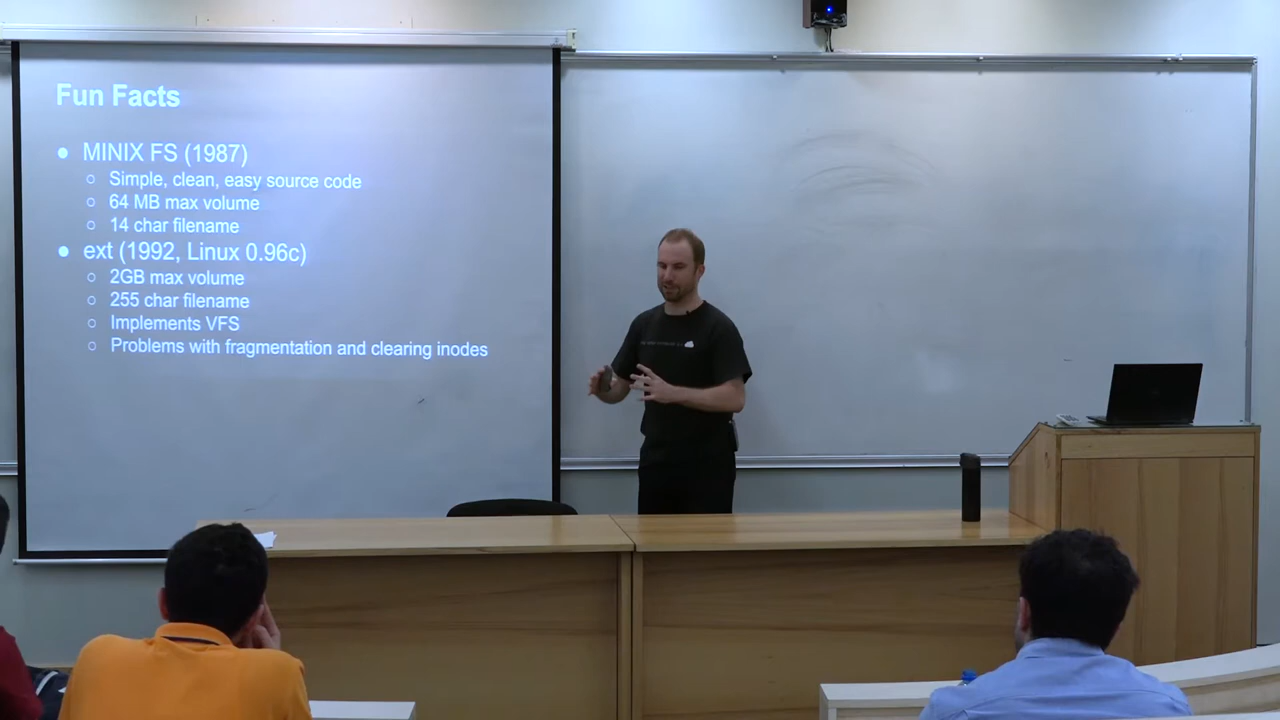 Fun Facts
● MINIX FS (1987)
○ Simple, clean, easy source code
○ 64 MB max volume
○ 14 char filename
● ext (1992, Linux 0.96c)
○ 2GB max volume
○ 255 char filename
○ Implements VFS
○ Problems with fragmentation and clearing inodes